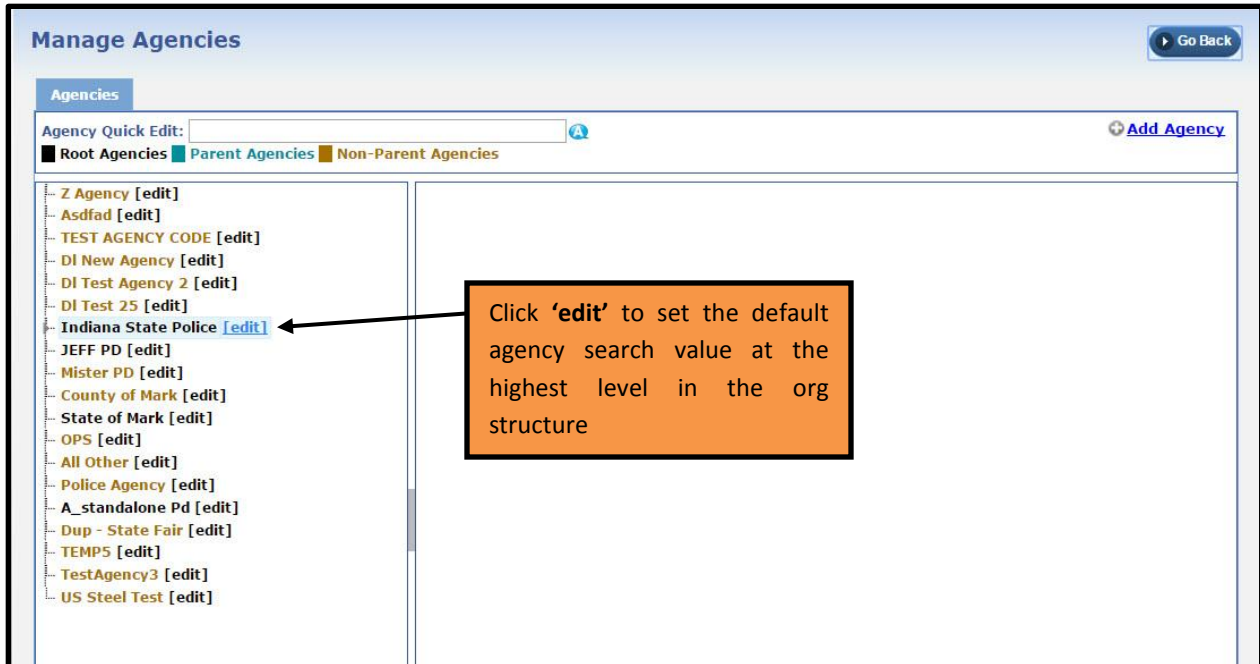 Manage Agencies
Go Back
Agencies
Agency Quick Edit:
A
Add Agency
Root Agencies Parent Agencies Non-Parent Agencies
Z Agency [edit]
Asdfad [edit]
TEST AGENCY CODE [edit]
Dl New Agency [edit]
Dl Test Agency 2 [edit]
Dl Test 25 [edit]
Indiana State Police [edit]
JEFF PD [edit]
Mister PD [edit]
County of Mark [edit]
State of Mark [edit]
OPS [edit]
All Other [edit]
Police Agency [edit]
A_standalone Pd [edit]
Dup - State Fair [edit]
TEMP5 [edit]
TestAgency3 [edit]
US Steel Test [edit]
Click ‘edit’ to set the default
agency search value at the
highest level in the org
structure